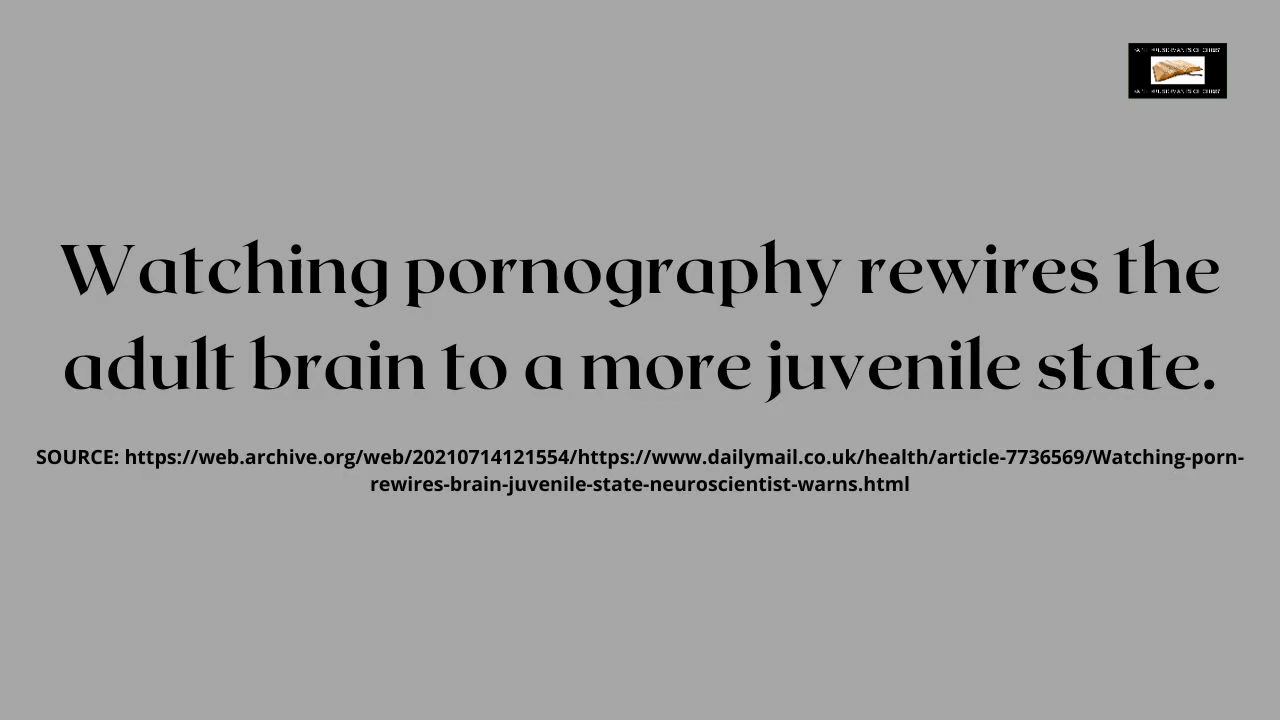 Watching pornography rewires the
adult brain to a more juvenile state.
SOURCE: https://web.archive.org/web/20210714121554/https://www.dailymail.co.uk/health/article-7736569/Watching-porn-
rewires-brain-juvenile-state-neuroscientist-warns.html